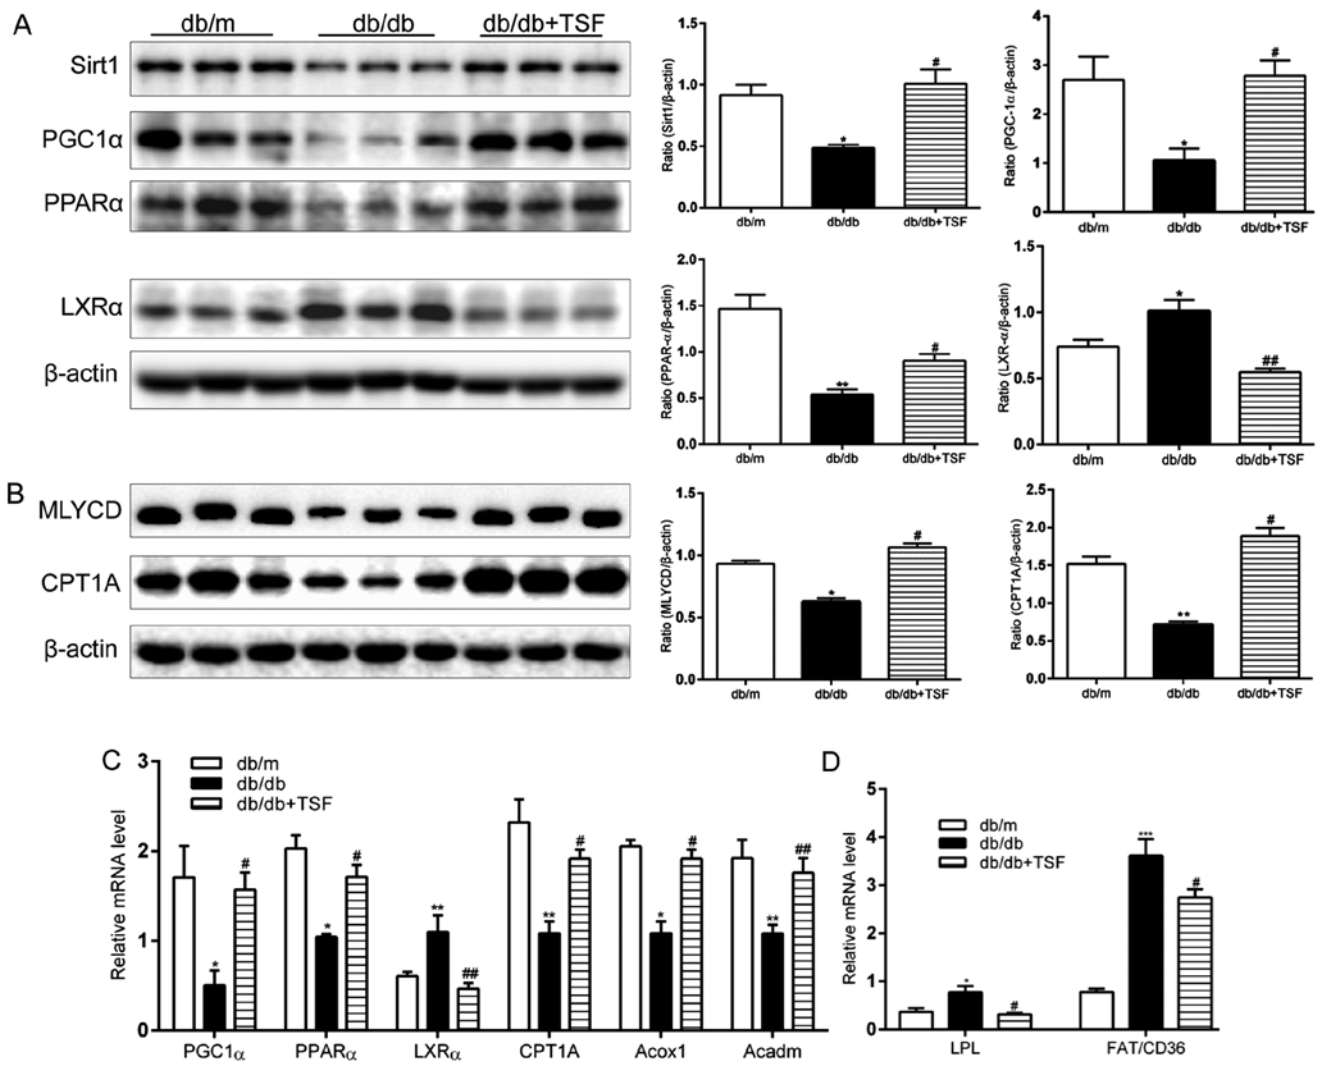 A
db/m db/db db/db+TSF
Sirt1
PGC1α
PPARα
LXRα
β-actin
Ratio (Sirt1/β-actin)
1.5
1.0
0.5
0.0
* #
db/m db/db db/db+TSF
Ratio (PGC-1α/β-actin)
4
3
2
1
0
* #
db/m db/db db/db+TSF
Ratio (PPAR-α/β-actin)
2.0
1.5
1.0
0.5
0.0
** #
db/m db/db db/db+TSF
Ratio (LXR-α/β-actin)
1.5
1.0
0.5
0.0
* ##
db/m db/db db/db+TSF
B
MLYCD
CPT1A
β-actin
Ratio (MLYCD/β-actin)
1.5
1.0
0.5
0.0
* #
db/m db/db db/db+TSF
Ratio (CPT1A/β-actin)
2.5
2.0
1.5
1.0
0.5
0.0
** #
db/m db/db db/db+TSF
C
db/m
db/db
db/db+TSF
Relative mRNA level
3
2
1
0
* # * # ** ## ** # * # ** ##
PGC1α PPARα LXRα CPT1A Acox1 Acadm
D
db/m
db/db
db/db+TSF
Relative mRNA level
5
4
3
2
1
0
* # *** #
LPL FAT/CD36